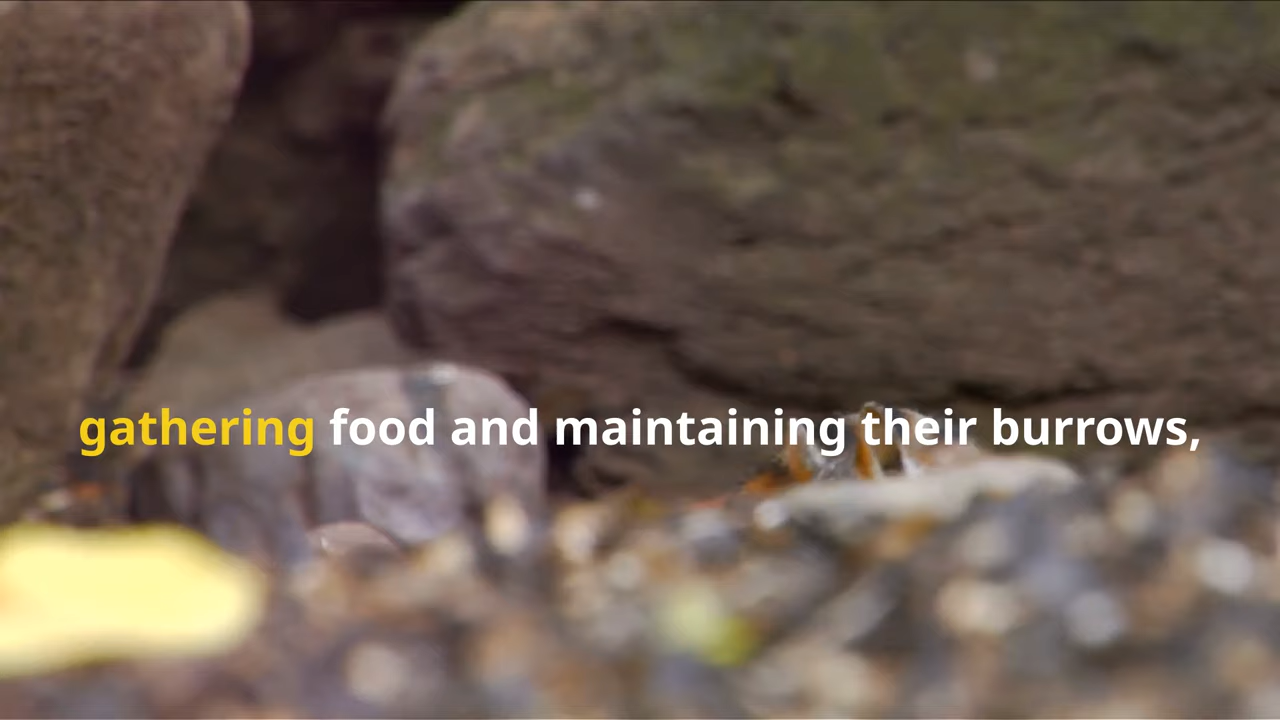 gathering food and maintaining their burrows,